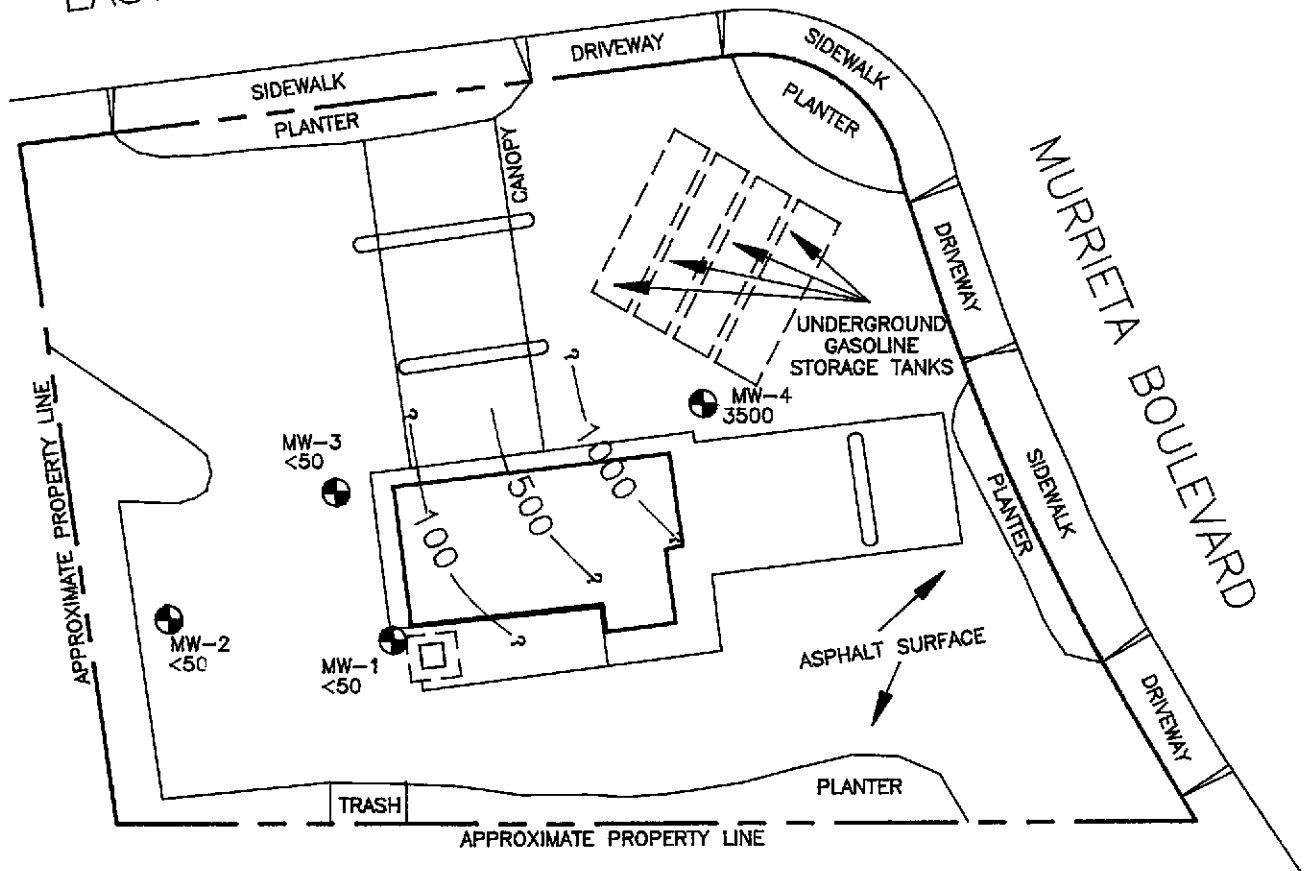 SIDEWALK
DRIVEWAY
SIDEWALK
PLANTER
PLANTER
CANOPY
MURRIETA BOULEVARD
DRIVEWAY
UNDERGROUND
GASOLINE
STORAGE TANKS
?
?
MW-4
3500
MW-3
<50
1000
500
100
?
?
?
SIDEWALK
PLANTER
APPROXIMATE PROPERTY LINE
MW-2
<50
MW-1
<50
ASPHALT SURFACE
DRIVEWAY
PLANTER
TRASH
APPROXIMATE PROPERTY LINE